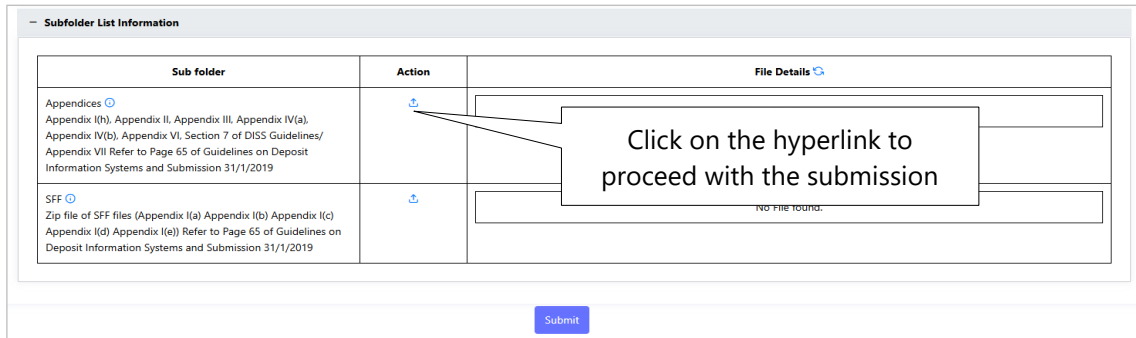 − Subfolder List Information
Sub folder
Action
File Details
Appendices
Appendix I(h), Appendix II, Appendix III, Appendix IV(a),
Appendix IV(b), Appendix VI, Section 7 of DISS Guidelines/
Appendix VII Refer to Page 65 of Guidelines on Deposit
Information Systems and Submission 31/1/2019
Click on the hyperlink to
proceed with the submission
SFF
Zip file of SFF files (Appendix I(a) Appendix I(b) Appendix I(c)
Appendix I(d) Appendix I(e)) Refer to Page 65 of Guidelines on
Deposit Information Systems and Submission 31/1/2019
No File found.
Submit